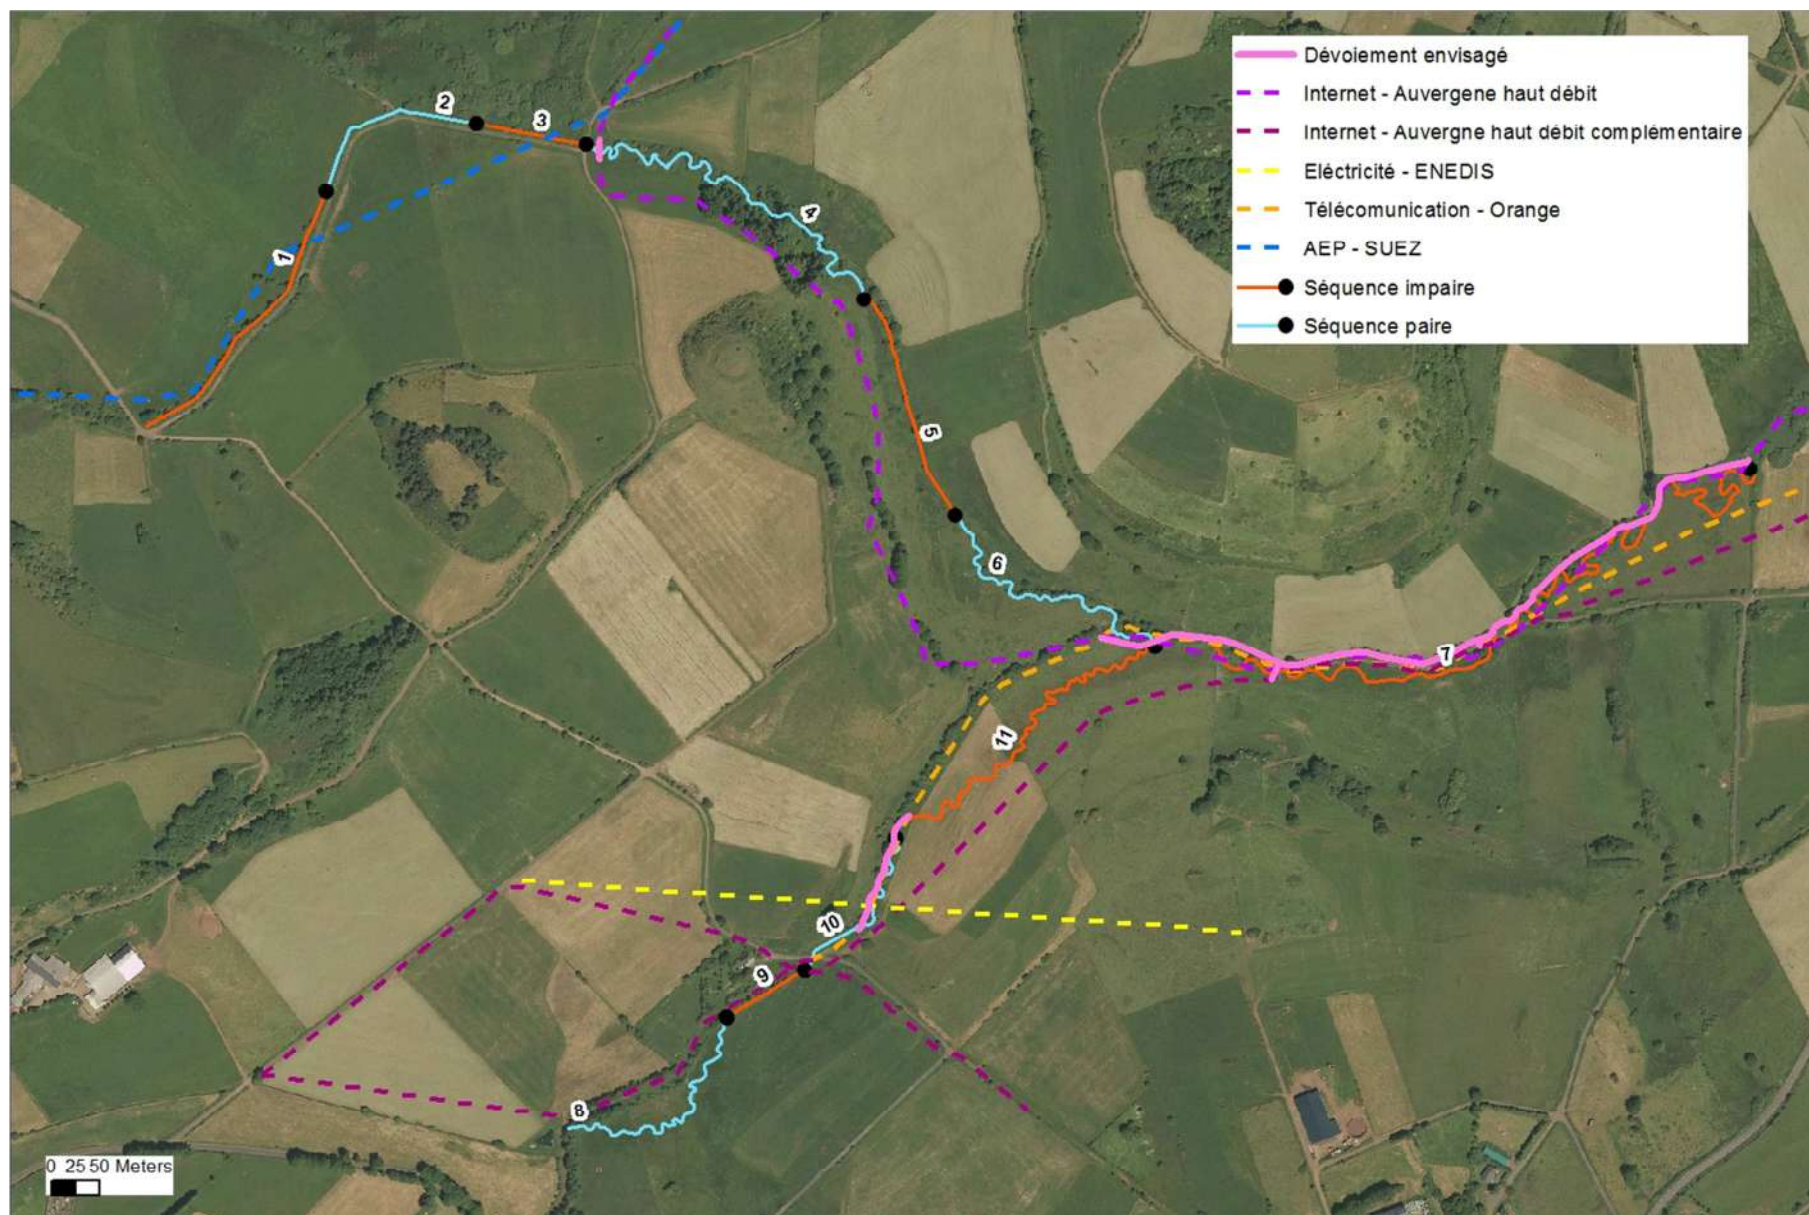 Dévoiement envisagé
Internet - Auvergene haut débit
Internet - Auvergne haut débit complémentaire
Eléctricité - ENEDIS
Télécomunication - Orange
AEP - SUEZ
Séquence impaire
Séquence paire
2
3
4
1
5
6
7
11
10
9
8
0 25 50 Meters